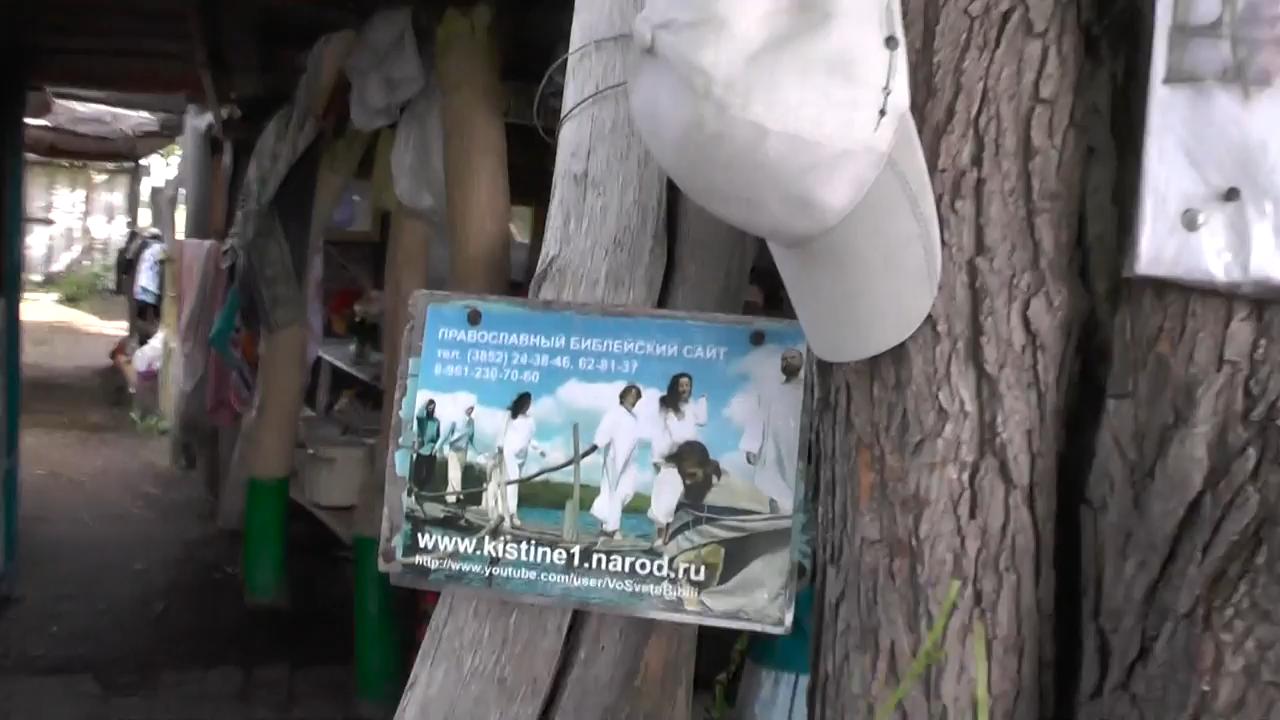 ПРАВОСЛАВНЫЙ БИБЛЕЙСКИЙ САЙТ
тел. (3852) 24-38-46, 62-81-37
8-961-230-70-60
www.kistine1.narod.ru
http://www.youtube.com/user/VoSveteBiblii